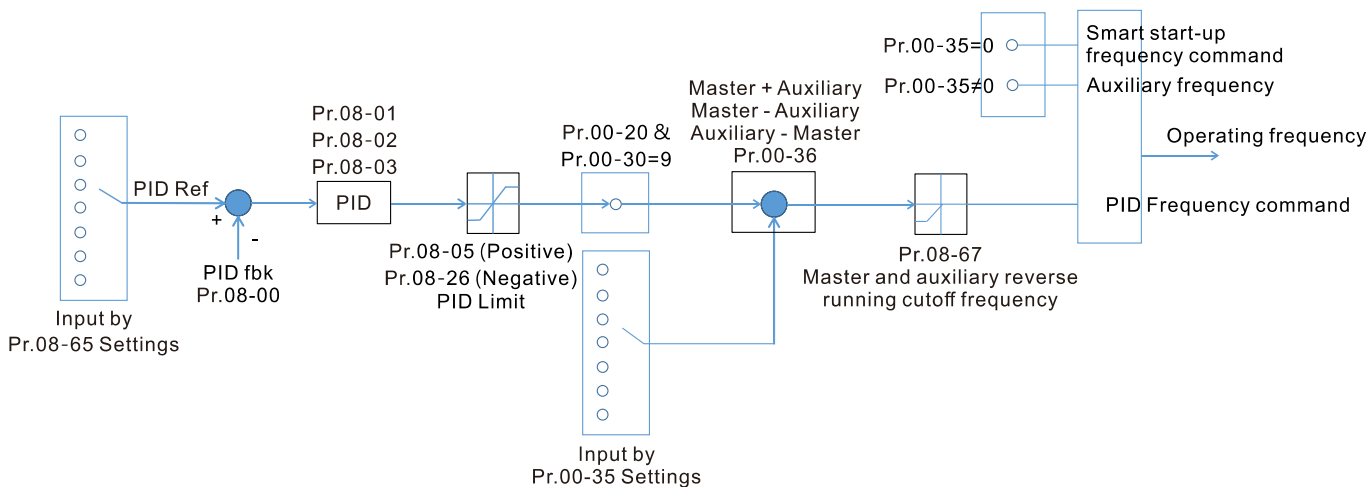 Pr.00-35=0
Smart start-up
frequency command
Pr.00-35≠0
Auxiliary frequency
Operating frequency
PID Frequency command
Master + Auxiliary
Master - Auxiliary
Auxiliary - Master
Pr.00-36
Pr.00-20 &
Pr.00-30=9
Pr.08-01
Pr.08-02
Pr.08-03
PID Ref
PID
+
-
PID fbk
Pr.08-00
Pr.08-05 (Positive)
Pr.08-26 (Negative)
PID Limit
Pr.08-67
Master and auxiliary reverse
running cutoff frequency
Input by
Pr.08-65 Settings
Input by
Pr.00-35 Settings